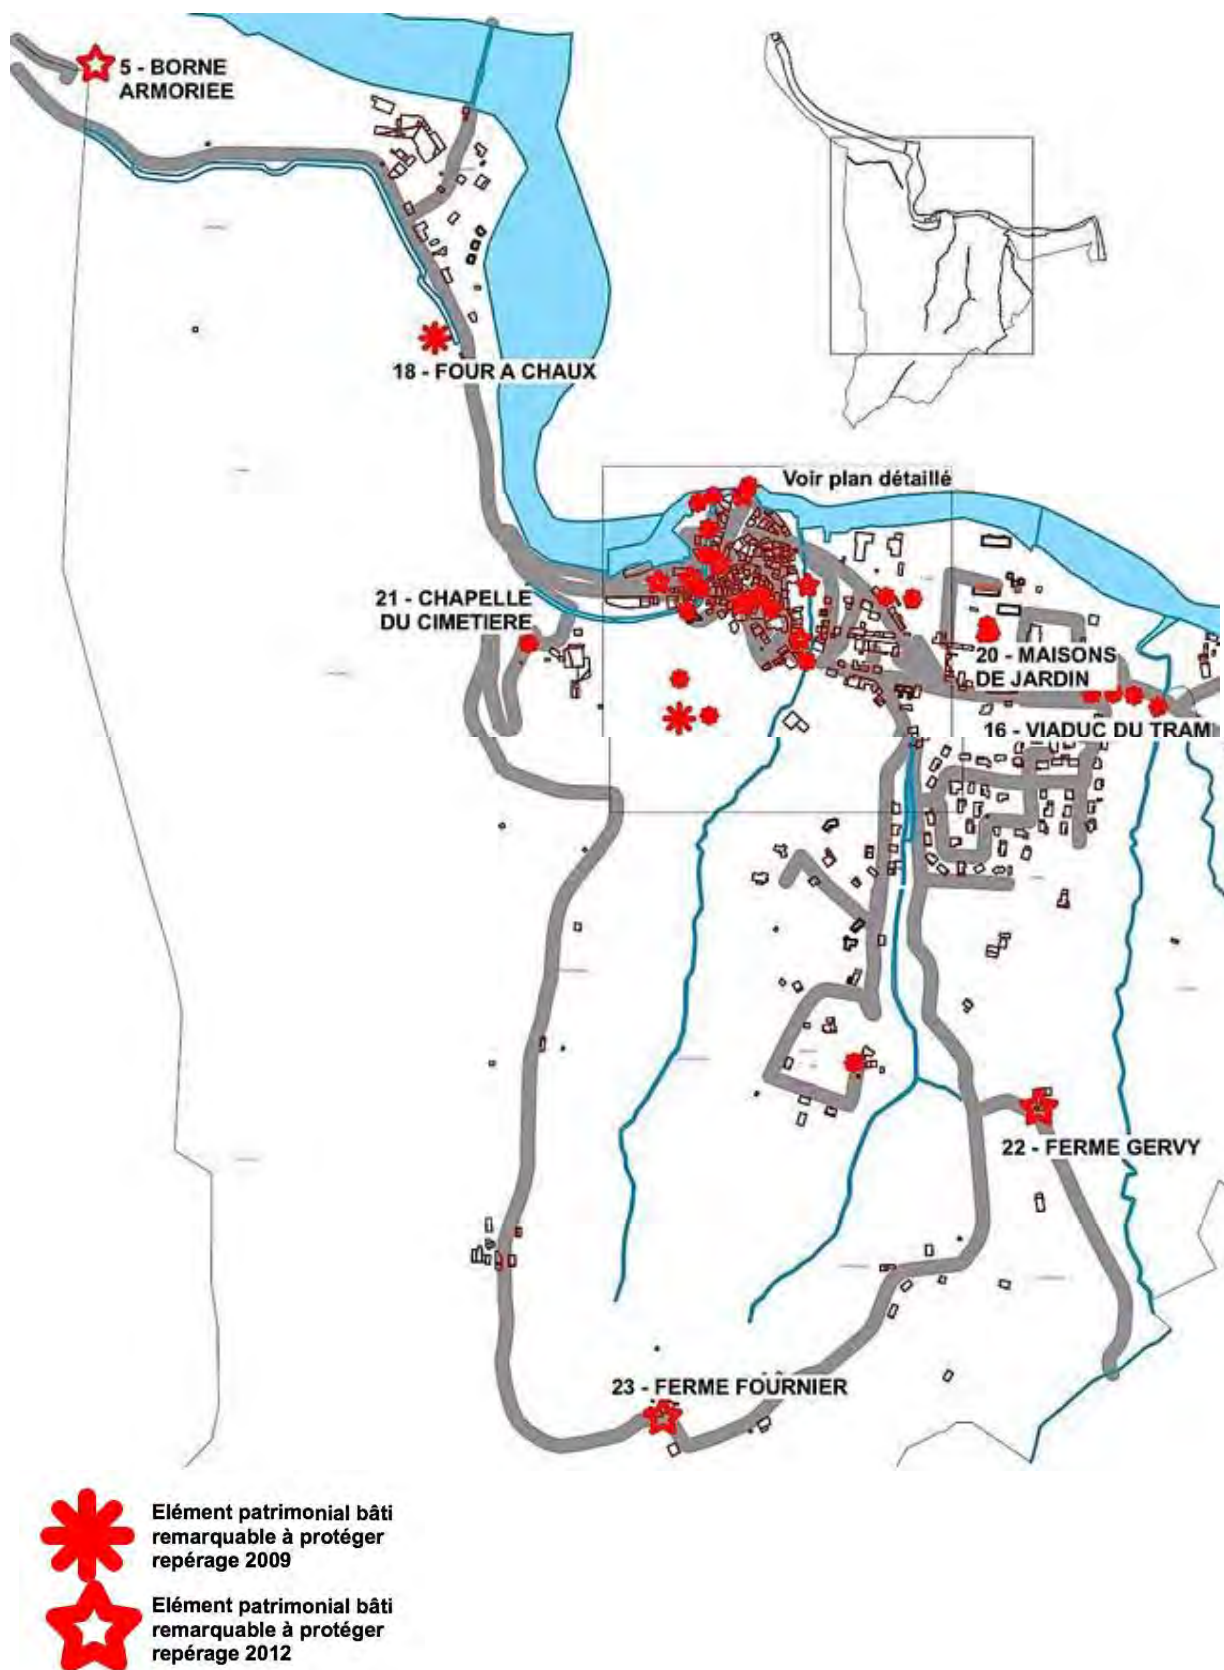 5 - BORNE
ARMORIEE
18 - FOUR A CHAUX
Voir plan détaillé
21 - CHAPELLE
DU CIMETIERE
20 - MAISONS
DE JARDIN
16 - VIADUC DU TRAM
22 - FERME GERVY
23 - FERME FOURNIER
Elément patrimonial bâti
remarquable à protéger
repérage 2009
Elément patrimonial bâti
remarquable à protéger
repérage 2012